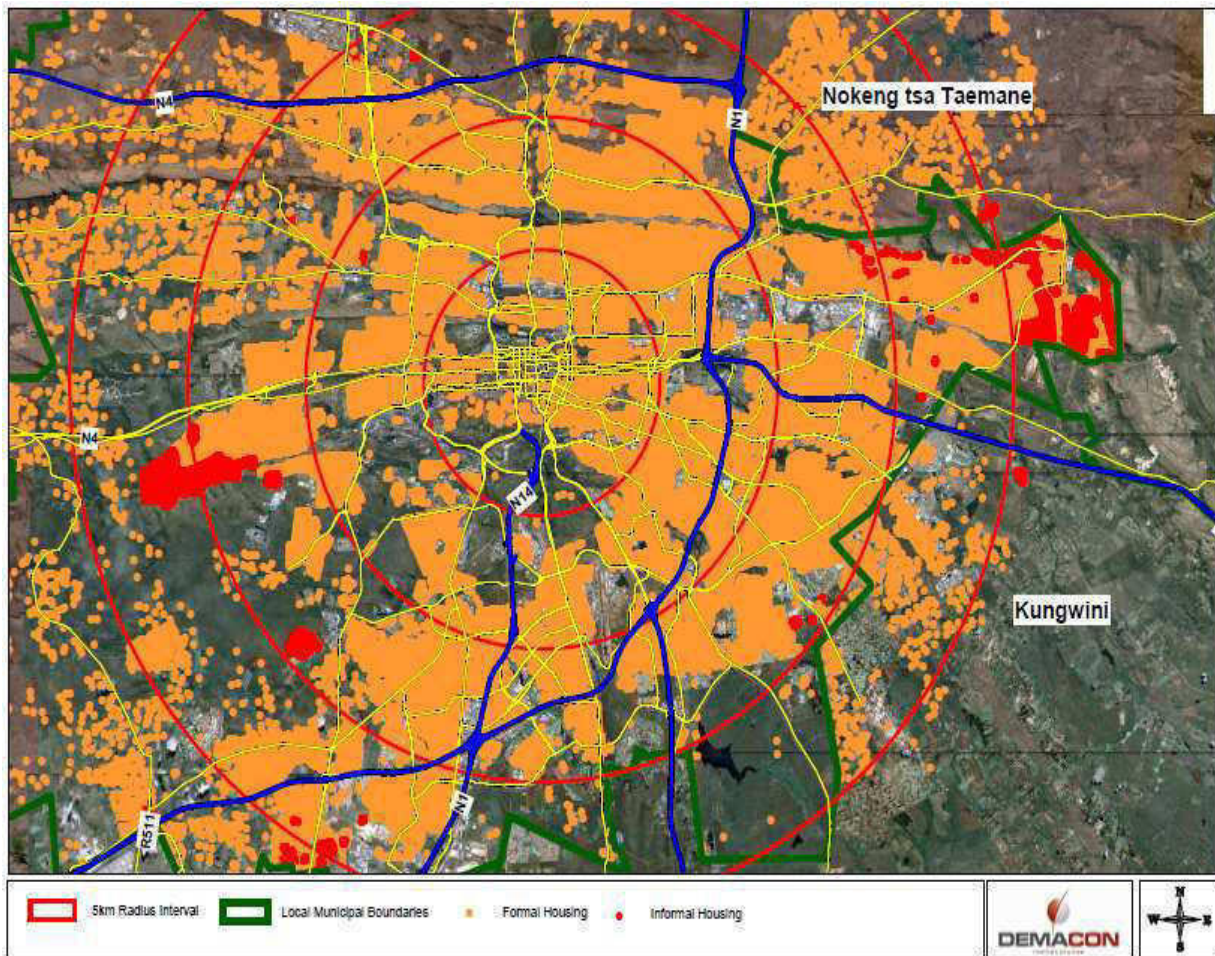 N4
N1
Nokeng tsa Taemane
N4
N14
Kungwini
R511
N1
5km Radius Interval
Local Municipal Boundaries
Formal Housing
Informal Housing
DEMACON
N
W E
S